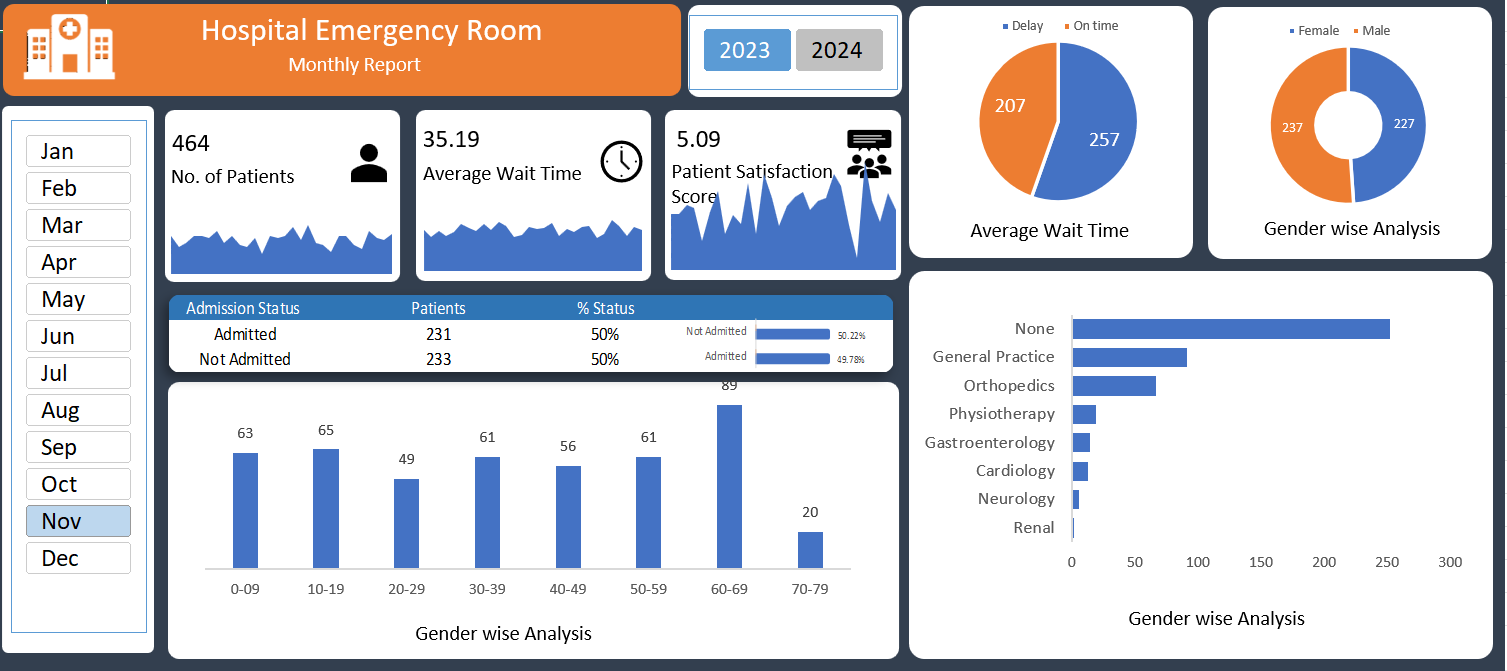 Hospital Emergency Room
Monthly Report
2023 2024
Jan
Feb
Mar
Apr
May
Jun
Jul
Aug
Sep
Oct
Nov
Dec
464
No. of Patients
35.19
Average Wait Time
5.09
Patient Satisfaction
Score
Delay On time
207
257
Average Wait Time
Female Male
237
227
Gender wise Analysis
Admission Status Patients % Status
Admitted 231 50%
Not Admitted 233 50%
Not Admitted 50.22%
Admitted 49.78%
63 65 49 61 56 61 89 20
0-09 10-19 20-29 30-39 40-49 50-59 60-69 70-79
Gender wise Analysis
None
General Practice
Orthopedics
Physiotherapy
Gastroenterology
Cardiology
Neurology
Renal
0 50 100 150 200 250 300
Gender wise Analysis